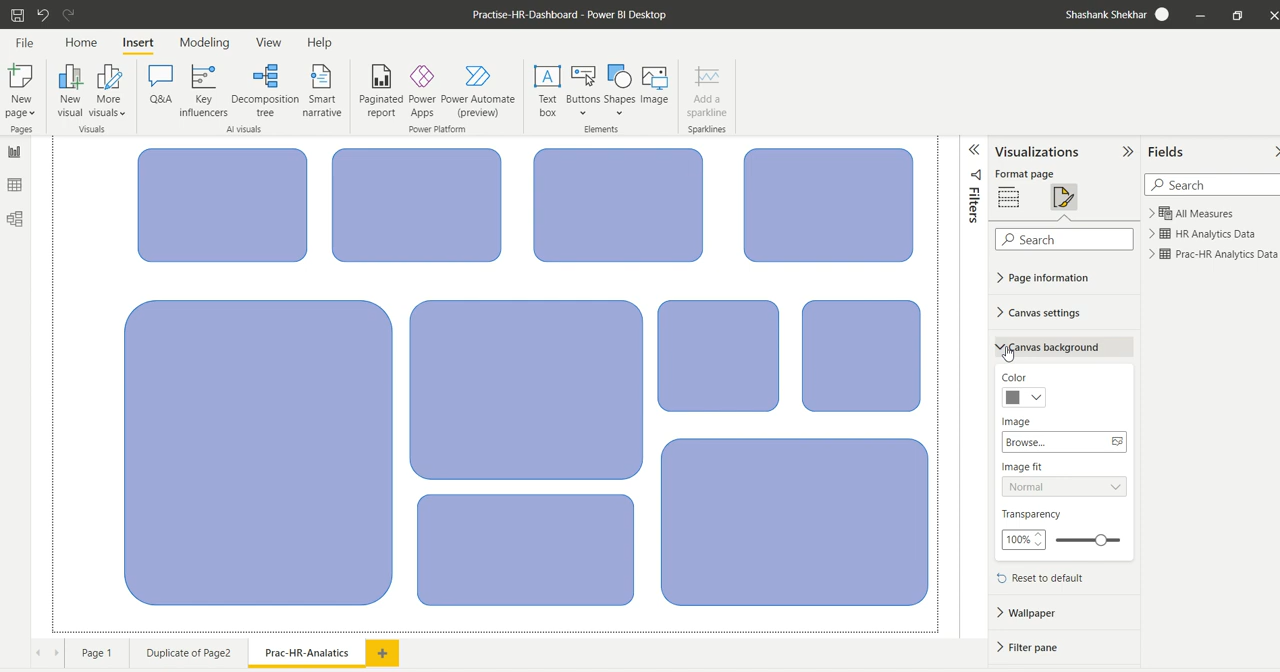 Practise-HR-Dashboard - Power BI Desktop
Shashank Shekhar
File Home Insert Modeling View Help
New page
Pages
New visual
More visuals
Visuals
Q&A
Key influencers
Decomposition tree
Smart narrative
AI visuals
Paginated report
Power Apps
Power Automate (preview)
Power Platform
Text box
Buttons
Shapes
Image
Elements
Add a sparkline
Sparklines
Filters
Visualizations
Format page
Search
Page information
Canvas settings
Canvas background
Color
Image
Browse...
Image fit
Normal
Transparency
100%
Reset to default
Wallpaper
Filter pane
Fields
Search
All Measures
HR Analytics Data
Prac-HR Analytics Data
Page 1
Duplicate of Page2
Prac-HR-Analatics